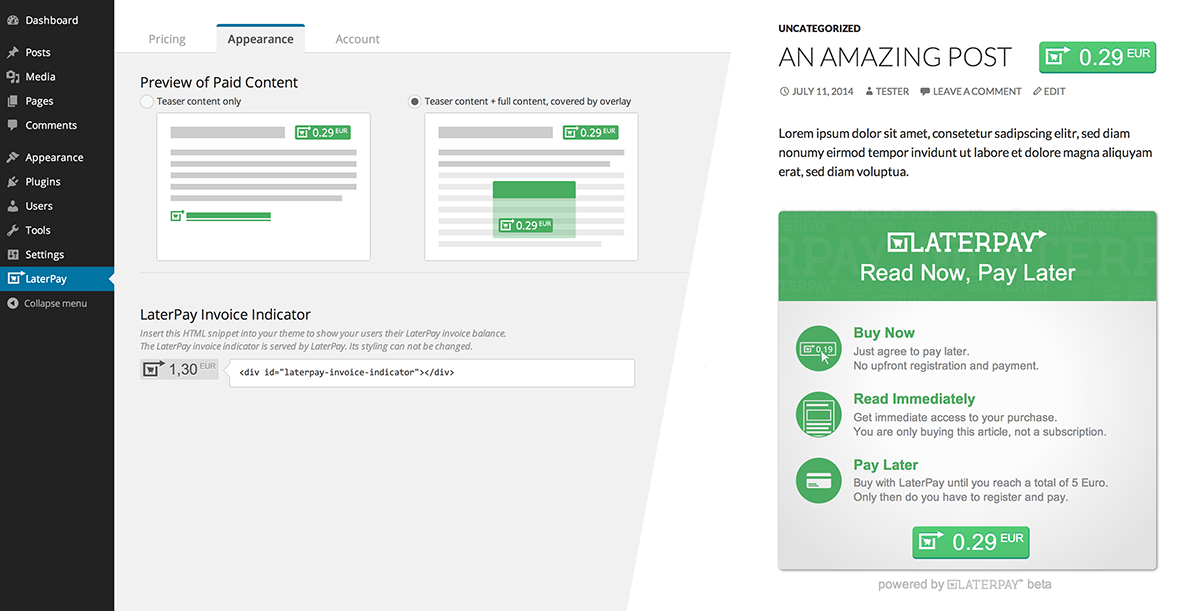 Dashboard
Posts
Media
Pages
Comments
Appearance
Plugins
Users
Tools
Settings
LaterPay
Collapse menu
Pricing
Appearance
Account
Preview of Paid Content
Teaser content only
Teaser content + full content, covered by overlay
0.29 EUR
0.29 EUR
0.29 EUR
LaterPay Invoice Indicator
Insert this HTML snippet into your theme to show your users their LaterPay invoice balance.
The LaterPay invoice indicator is served by LaterPay. Its styling can not be changed.
1,30 EUR
<div id="laterpay-invoice-indicator"></div>
UNCATEGORIZED
AN AMAZING POST
0.29 EUR
JULY 11, 2014 TESTER LEAVE A COMMENT EDIT
Lorem ipsum dolor sit amet, consetetur sadipscing elitr, sed diam
nonumy eirmod tempor invidunt ut labore et dolore magna aliquyam
erat, sed diam voluptua.
LATERPAY
Read Now, Pay Later
0.19
Buy Now
Just agree to pay later.
No upfront registration and payment.
Read Immediately
Get immediate access to your purchase.
You are only buying this article, not a subscription.
Pay Later
Buy with LaterPay until you reach a total of 5 Euro.
Only then do you have to register and pay.
0.29 EUR
powered by LATERPAY beta